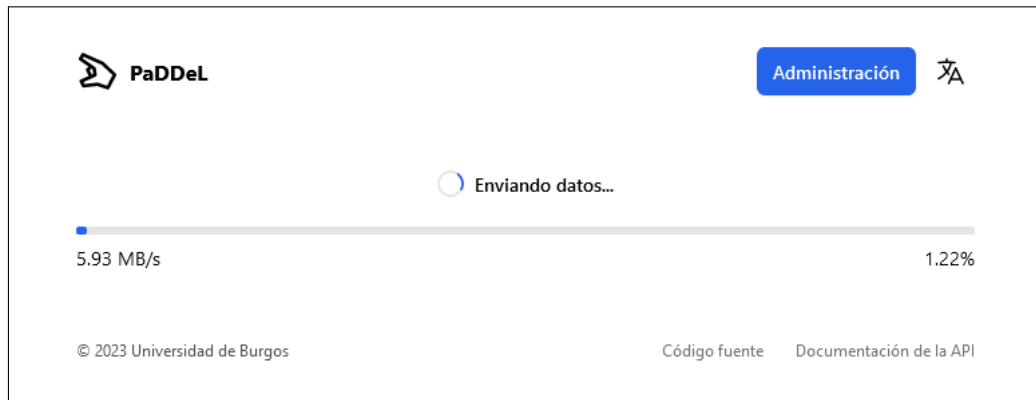 PaDDeL Administración
Enviando datos...
5.93 MB/s 1.22%
© 2023 Universidad de Burgos Código fuente Documentación de la API